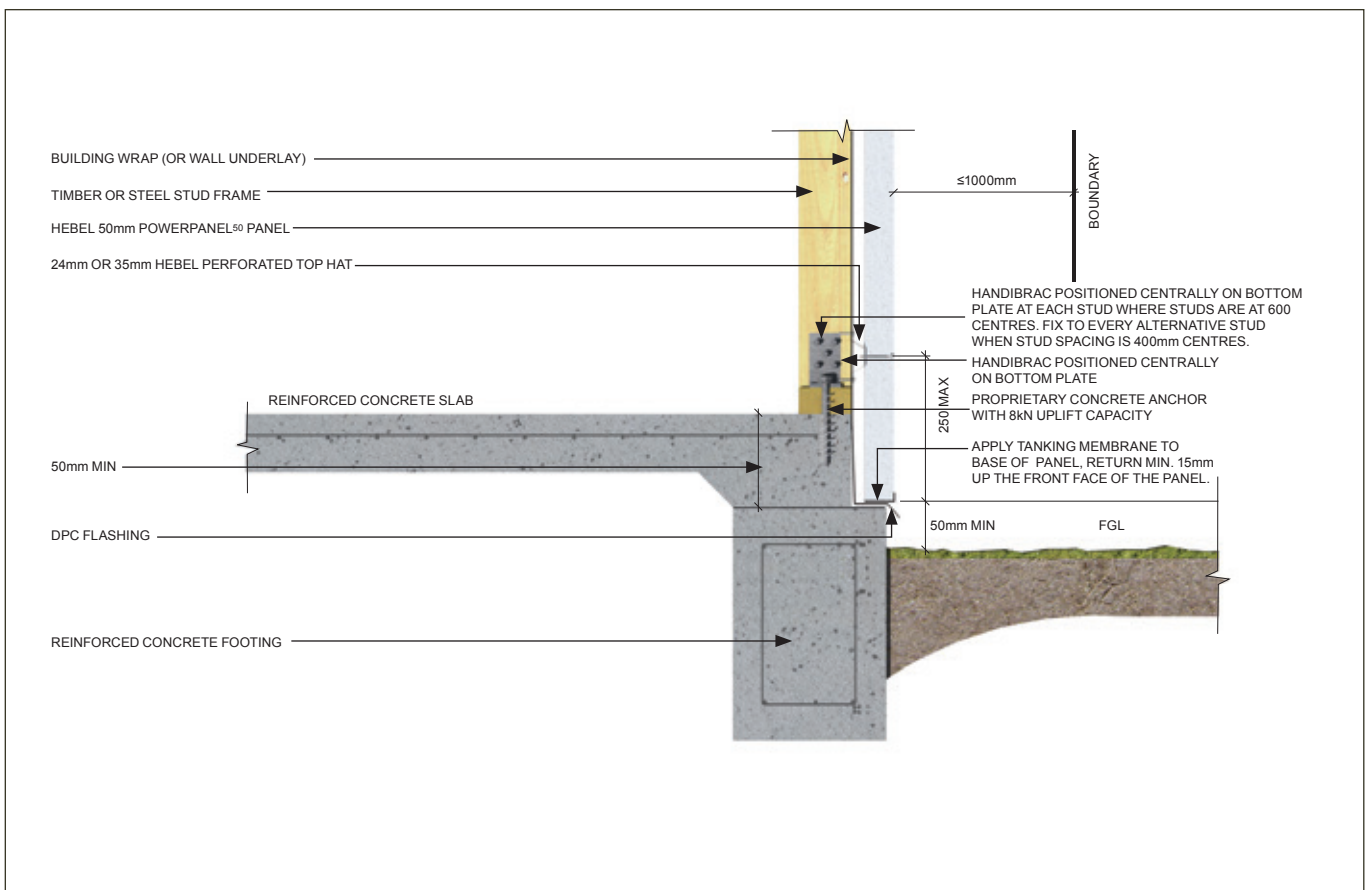 BUILDING WRAP (OR WALL UNDERLAY)
TIMBER OR STEEL STUD FRAME
HEBEL 50mm POWERPANEL50 PANEL
24mm OR 35mm HEBEL PERFORATED TOP HAT
≤1000mm
BOUNDARY
HANDIBRAC POSITIONED CENTRALLY ON BOTTOM
PLATE AT EACH STUD WHERE STUDS ARE AT 600
CENTRES. FIX TO EVERY ALTERNATIVE STUD
WHEN STUD SPACING IS 400mm CENTRES.
HANDIBRAC POSITIONED CENTRALLY
ON BOTTOM PLATE
250 MAX
PROPRIETARY CONCRETE ANCHOR
WITH 8kN UPLIFT CAPACITY
REINFORCED CONCRETE SLAB
APPLY TANKING MEMBRANE TO
BASE OF PANEL, RETURN MIN. 15mm
UP THE FRONT FACE OF THE PANEL.
50mm MIN
50mm MIN
FGL
DPC FLASHING
REINFORCED CONCRETE FOOTING